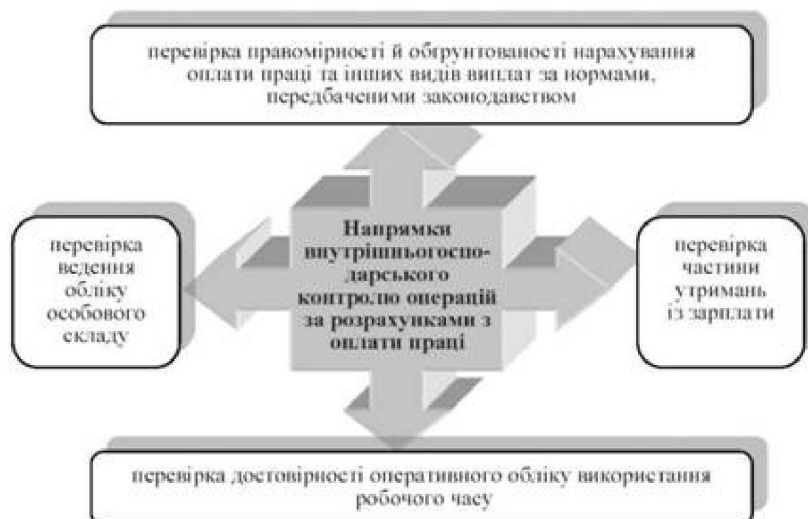 перевірка правомірності й обґрунтованості нарахування
оплати праці та інших видів виплат за нормами,
передбаченими законодавством
перевірка
ведення
обліку
особового
складу
Напрямки
внутрішньогоспо-
дарського
контролю операцій
за розрахунками з
оплати праці
перевірка
частини
утримань
із зарплати
перевірка достовірності оперативного обліку використання
робочого часу